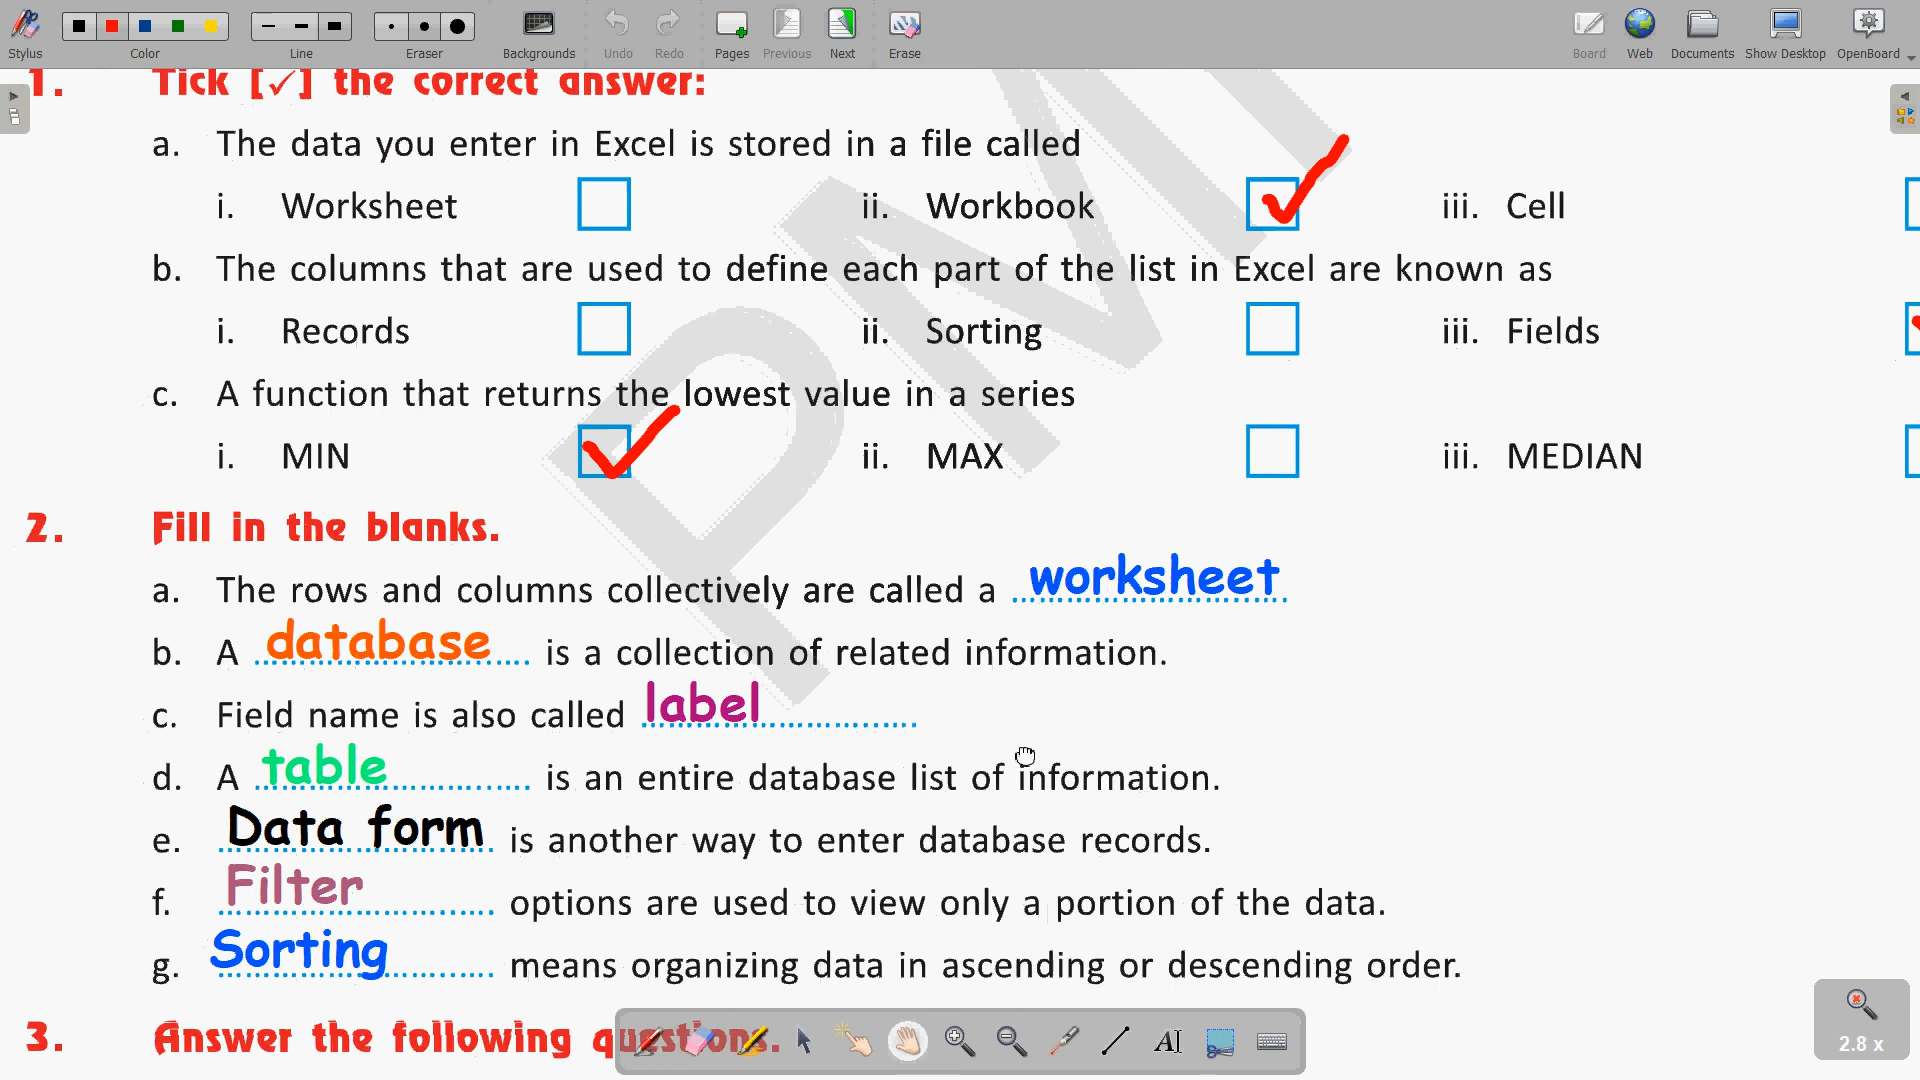 Stylus Color Line Eraser Backgrounds Undo Redo Pages Previous Next Erase Board Web Documents Show Desktop OpenBoard
1. Tick [✓] the correct answer:
a. The data you enter in Excel is stored in a file called
i. Worksheet ii. Workbook iii. Cell
b. The columns that are used to define each part of the list in Excel are known as
i. Records ii. Sorting iii. Fields
c. A function that returns the lowest value in a series
i. MIN ii. MAX iii. MEDIAN
2. Fill in the blanks.
a. The rows and columns collectively are called a worksheet
b. A database is a collection of related information.
c. Field name is also called label
d. A table is an entire database list of information.
e. Data form is another way to enter database records.
f. Filter options are used to view only a portion of the data.
g. Sorting means organizing data in ascending or descending order.
3. Answer the following questions.
2.8 x